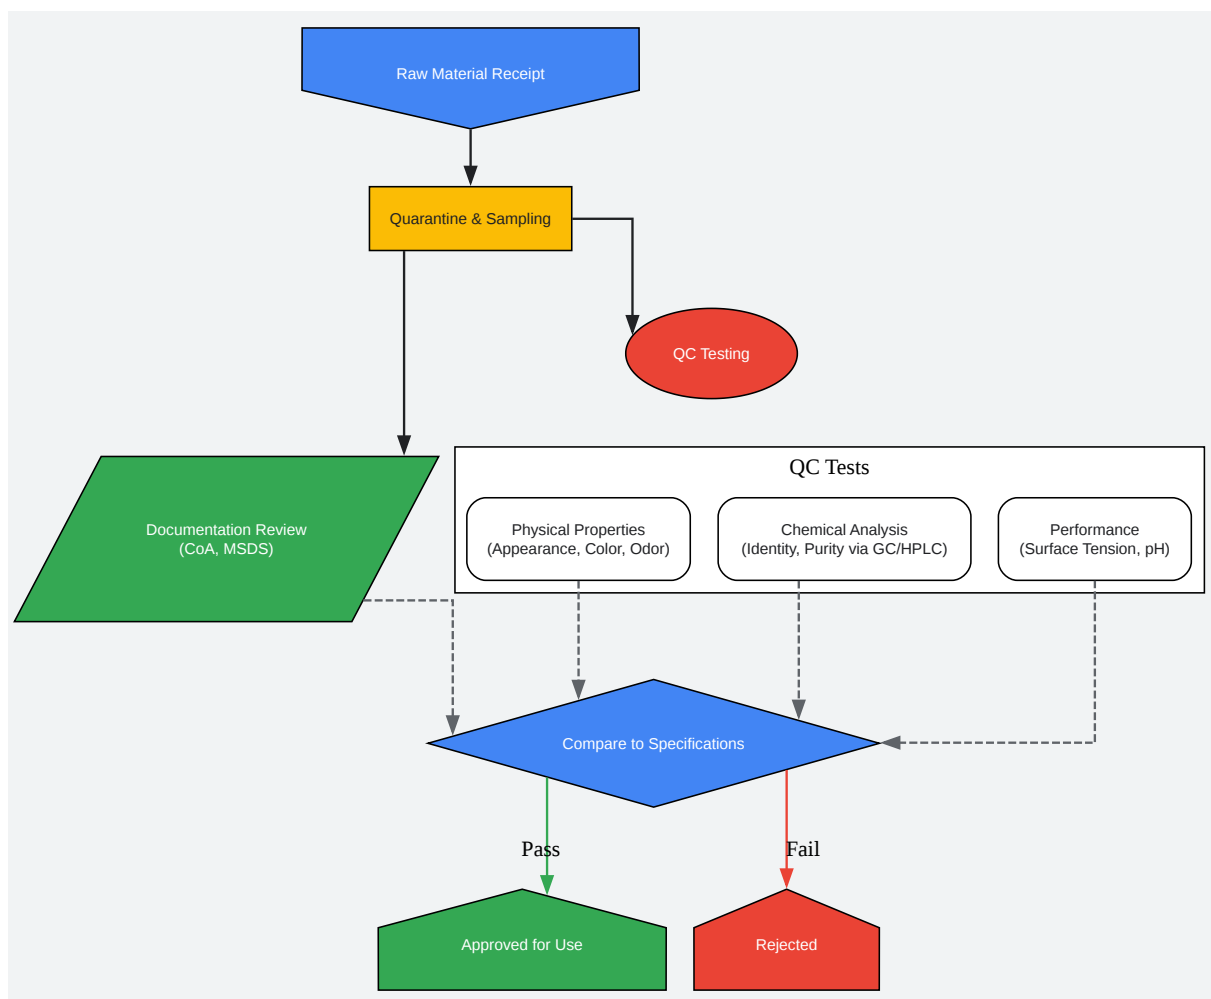 Raw Material Receipt
Quarantine & Sampling
QC Testing
Documentation Review
(CoA, MSDS)
QC Tests
Physical Properties
(Appearance, Color, Odor)
Chemical Analysis
(Identity, Purity via GC/HPLC)
Performance
(Surface Tension, pH)
Compare to Specifications
Pass
Fail
Approved for Use
Rejected